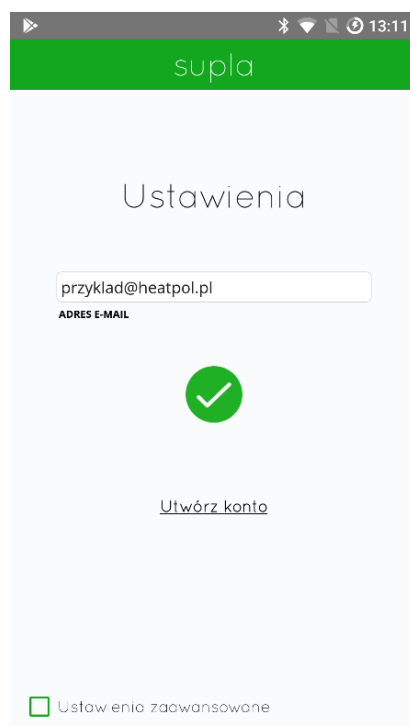 13:11
supla
Ustawienia
przyklad@heatpol.pl
ADRES E-MAIL
Utwórz konto
Ustawienia zaawansowane